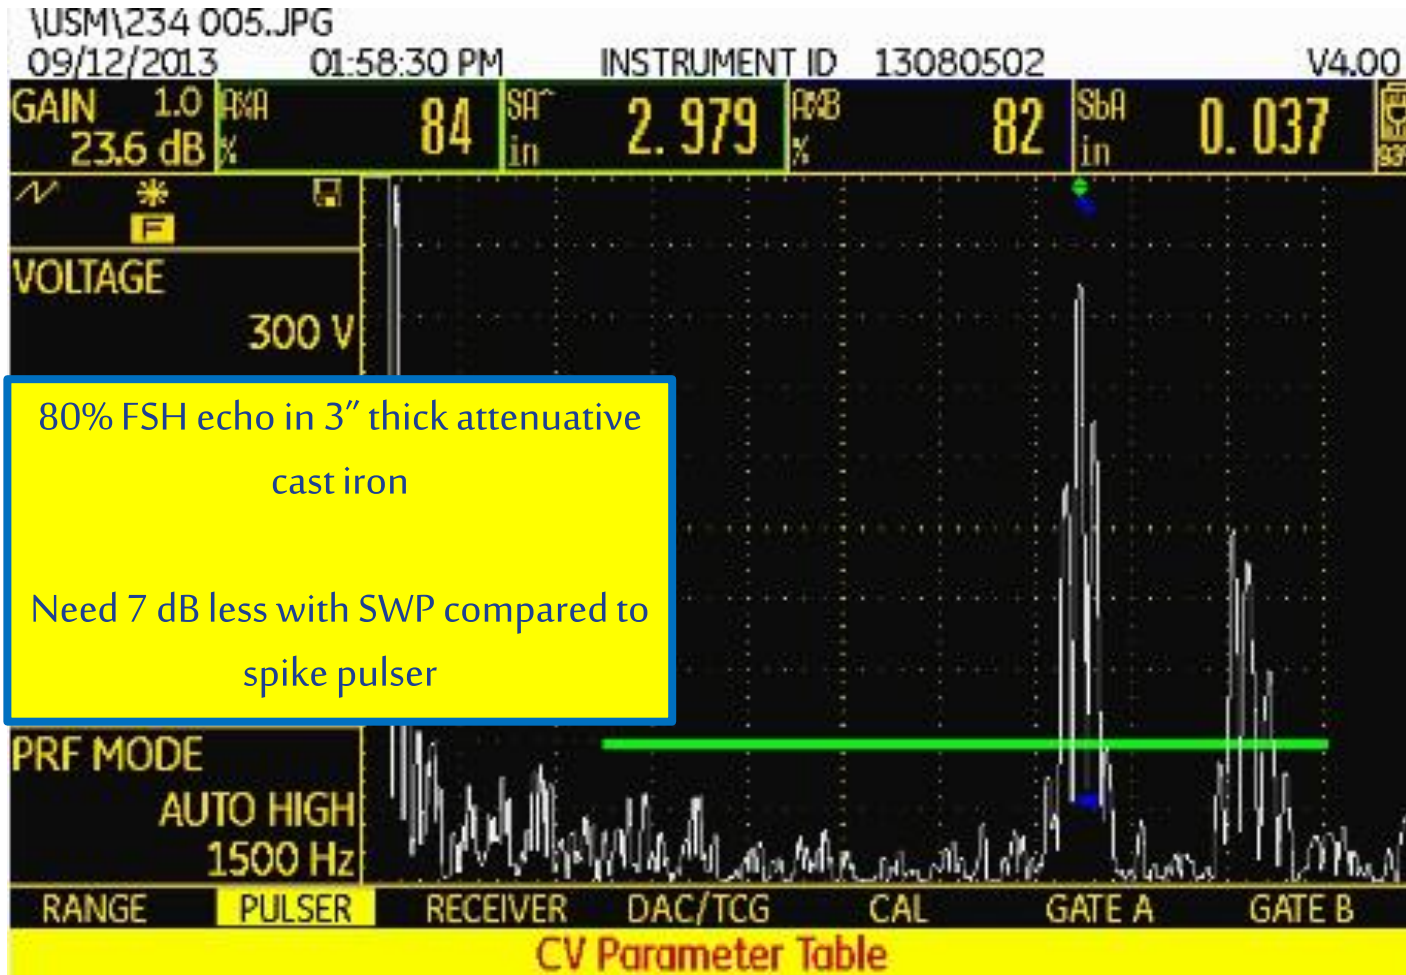 \USM\234 005.JPG
09/12/2013 01:58:30 PM INSTRUMENT ID 13080502 V4.00
GAIN 1.0
23.6 dB
A%A
%
84
SA^
in
2.979
A%B
%
82
SbA
in
0.037
93%
F
VOLTAGE
300 V
80% FSH echo in 3” thick attenuative
cast iron
Need 7 dB less with SWP compared to
spike pulser
PRF MODE
AUTO HIGH
1500 Hz
RANGE PULSER RECEIVER DAC/TCG CAL GATE A GATE B
CV Parameter Table